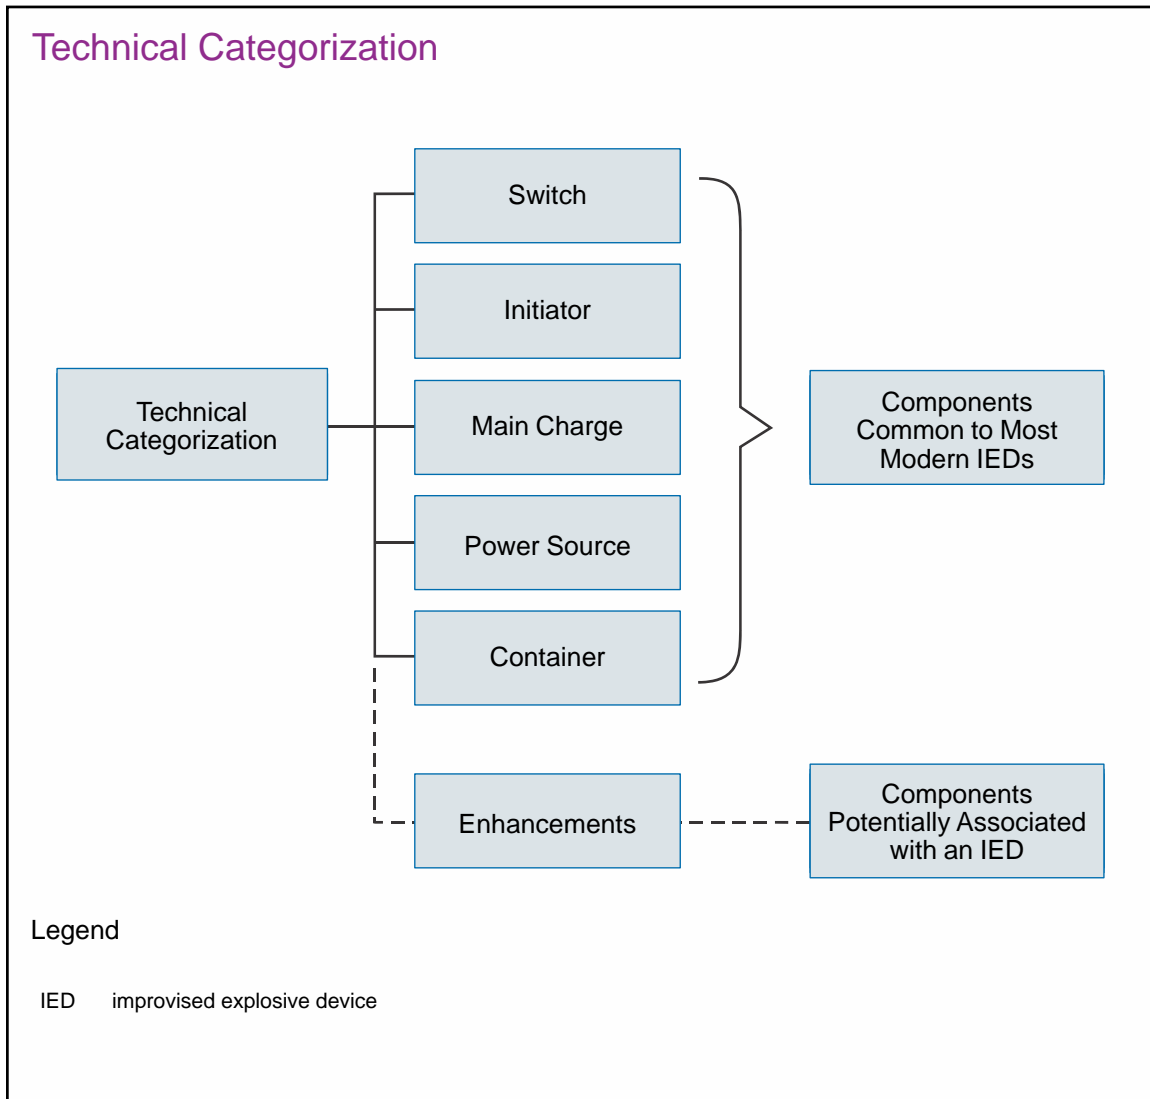 Technical Categorization
Switch
Initiator
Technical
Categorization
Main Charge
Components
Common to Most
Modern IEDs
Power Source
Container
Enhancements
Components
Potentially Associated
with an IED
Legend
IED improvised explosive device